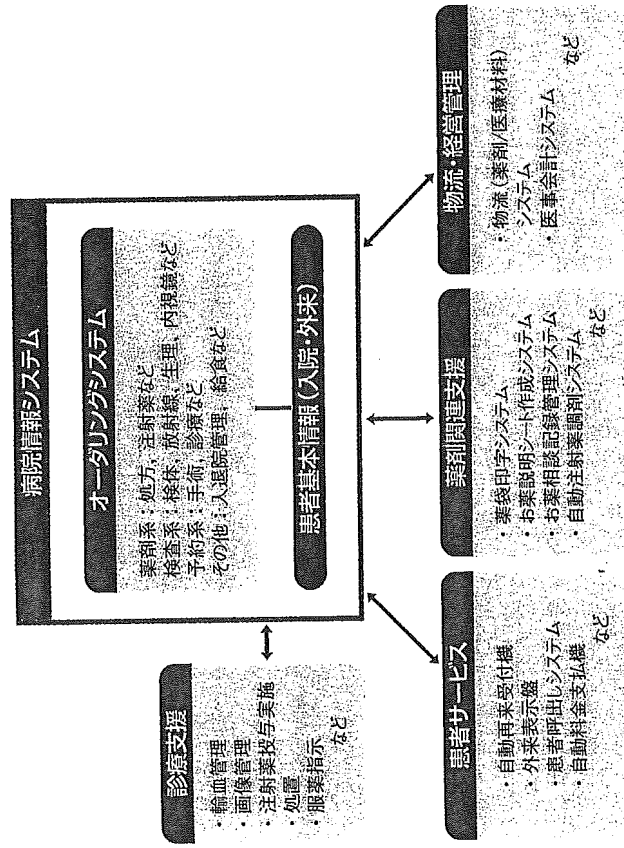 病院情報システム
オーダリングシステム
薬剤系：処方、注射薬など
検査系：検体、放射線、生理、内視鏡など
予約系：手術、診療など
その他：入退院管理、給食など
患者基本情報(入院・外来)
診療支援
・輸血管理
・画像管理
・注射薬投与実施
・処置
・服薬指示
など
患者サービス
・自動再来受付機
・外来表示盤
・患者呼出しシステム
・自動料金支払機
など
薬剤関連支援
・薬袋印字システム
・お薬説明シート作成システム
・お薬相談記録管理システム
・自動注射薬調剤システム
など
物流・経営管理
・物流(薬剤/医療材料)
システム
・医事会計システム
など